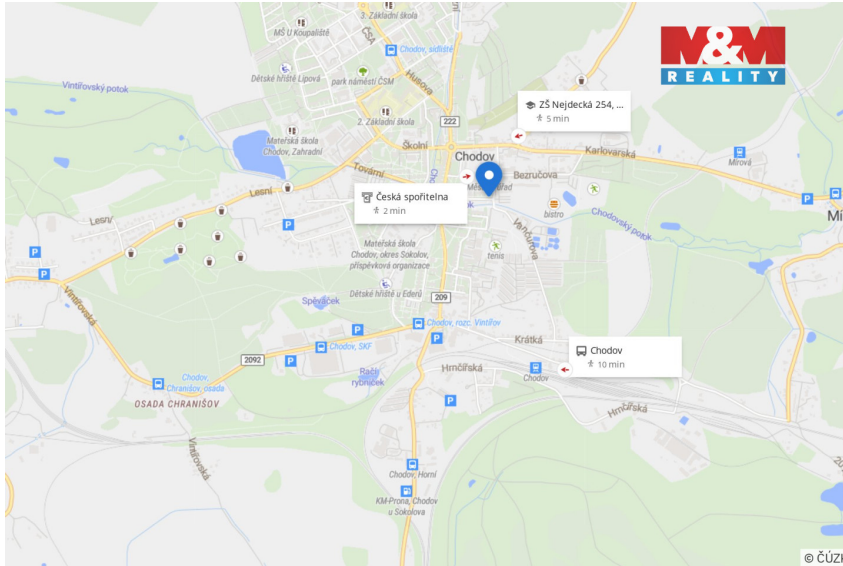 3. Základní škola
MŠ U Koupaliště
ČSA
Chodov, sídliště
M&M
REALITY
Dětské hřiště Lipová
park náměstí ČSM
Husova
Vintířovský potok
ZŠ Nejdecká 254, ...
5 min
222
2. Základní škola
Mateřská škola
Chodov, Zahradní
Školní
Chodov
Karlovarská
Mírová
Tovární
Bezručova
Lesní
Česká spořitelna
2 min
bistro
Chodovský potok
Vančurova
Lesní
Mateřská škola
Chodov, okres Sokolov,
příspěvková organizace
tenis
Dětské hřiště u Ederů
209
Vintířovská
Spěváček
Chodov, rozc. Vintířov
Chodov, SKF
Krátká
2092
Chodov
10 min
Hrnčířská
Račí
rybníček
Chodov
Chodov,
Chranišov, osada
OSADA CHRANIŠOV
Hrnčířská
Vintířovská
Chodov, Horní
KM-Prona, Chodov
u Sokolova
© ČÚZK